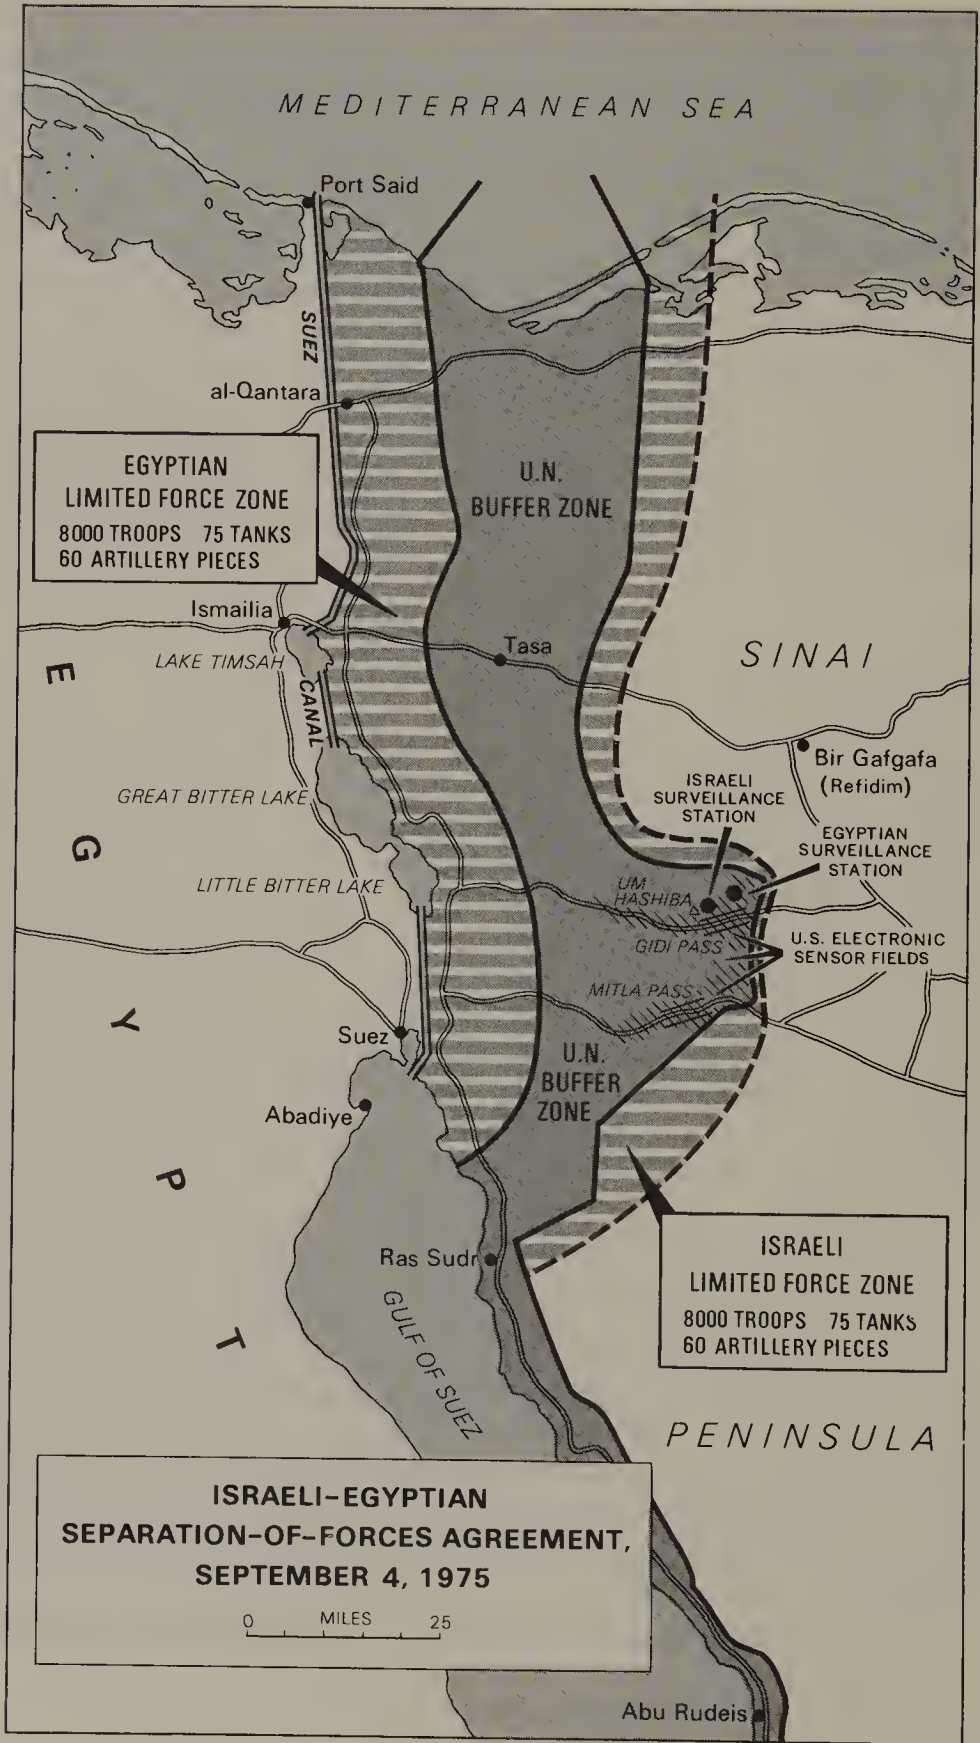 MEDITERRANEAN SEA
Port Said
SUEZ
al-Qantara
EGYPTIAN
LIMITED FORCE ZONE
8000 TROOPS 75 TANKS
60 ARTILLERY PIECES
U.N.
BUFFER ZONE
Ismailia
LAKE TIMSAH
Tasa
SINAI
CANAL
Bir Gafgafa
(Refidim)
GREAT BITTER LAKE
ISRAELI
SURVEILLANCE
STATION
EGYPTIAN
SURVEILLANCE
STATION
LITTLE BITTER LAKE
UM
HASHIBA
GIDI PASS
U.S. ELECTRONIC
SENSOR FIELDS
MITLA PASS
EGYPT
Suez
U.N.
BUFFER
ZONE
Abadiye
Ras Sudr
GULF OF SUEZ
ISRAELI
LIMITED FORCE ZONE
8000 TROOPS 75 TANKS
60 ARTILLERY PIECES
PENINSULA
ISRAELI-EGYPTIAN
SEPARATION-OF-FORCES AGREEMENT,
SEPTEMBER 4, 1975
0 MILES 25
Abu Rudeis